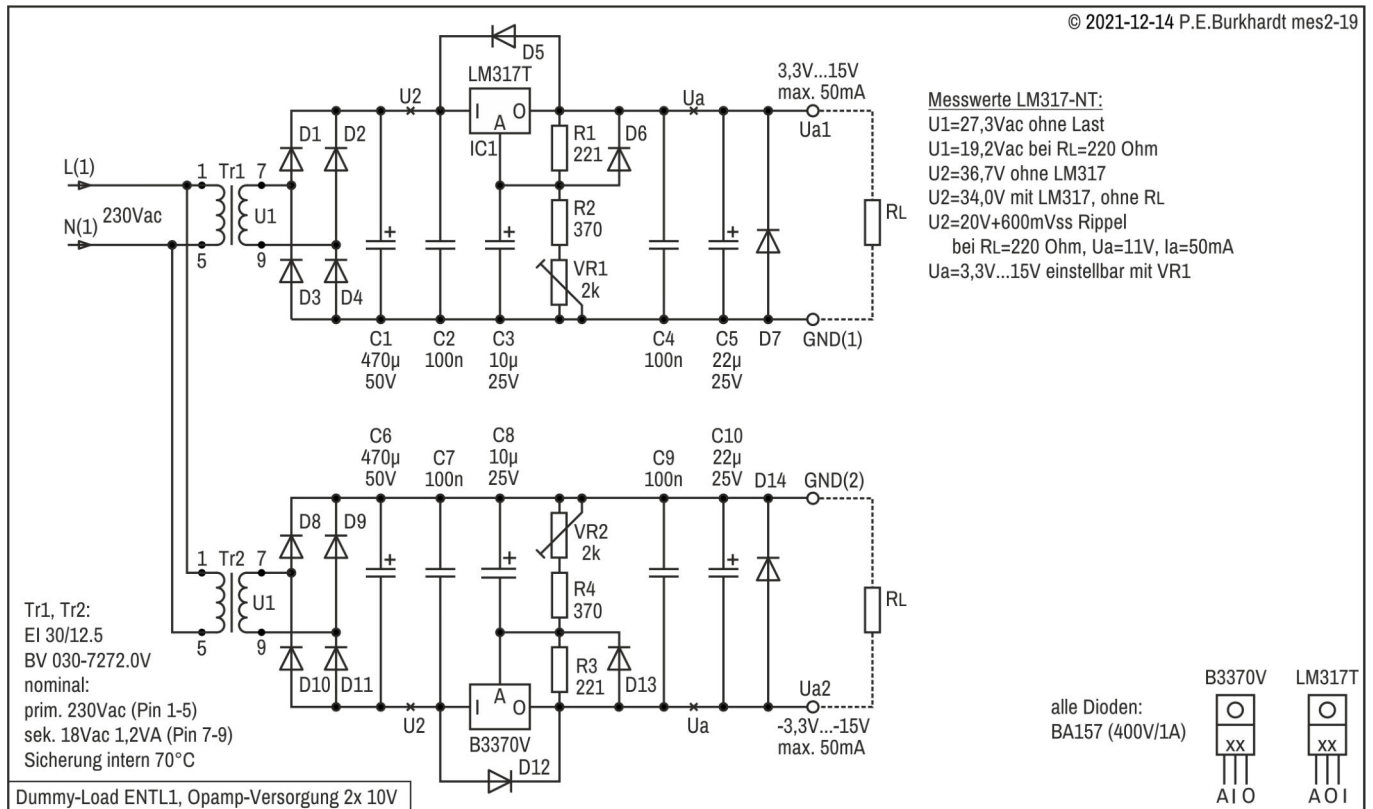 © 2021-12-14 P.E.Burkhardt mes2-19
D5
LM317T
3,3V...15V
max. 50mA
U2
I
A
O
Ua
Ua1
IC1
D1
D2
R1
221
D6
L(1)
1
Tr1
7
N(1)
230Vac
U1
5
9
+
+
+
R2
370
RL
VR1
2k
D3
D4
C1
470µ
50V
C2
100n
C3
10µ
25V
C4
100n
C5
22µ
25V
D7
GND(1)
Messwerte LM317-NT:
U1=27,3Vac ohne Last
U1=19,2Vac bei RL=220 Ohm
U2=36,7V ohne LM317
U2=34,0V mit LM317, ohne RL
U2=20V+600mVss Rippel
bei RL=220 Ohm, Ua=11V, Ia=50mA
Ua=3,3V...15V einstellbar mit VR1
C6
470µ
50V
C7
100n
C8
10µ
25V
C9
100n
C10
22µ
25V
D14
GND(2)
D8
D9
VR2
2k
1
Tr2
7
U1
5
9
+
+
+
R4
370
RL
D10
D11
R3
221
D13
U2
I
A
O
B3370V
Ua
Ua2
-3,3V...-15V
max. 50mA
D12
Tr1, Tr2:
EI 30/12.5
BV 030-7272.0V
nominal:
prim. 230Vac (Pin 1-5)
sek. 18Vac 1,2VA (Pin 7-9)
Sicherung intern 70°C
Dummy-Load ENTL1, Opamp-Versorgung 2x 10V
alle Dioden:
BA157 (400V/1A)
B3370V
xx
A I O
LM317T
xx
A O I